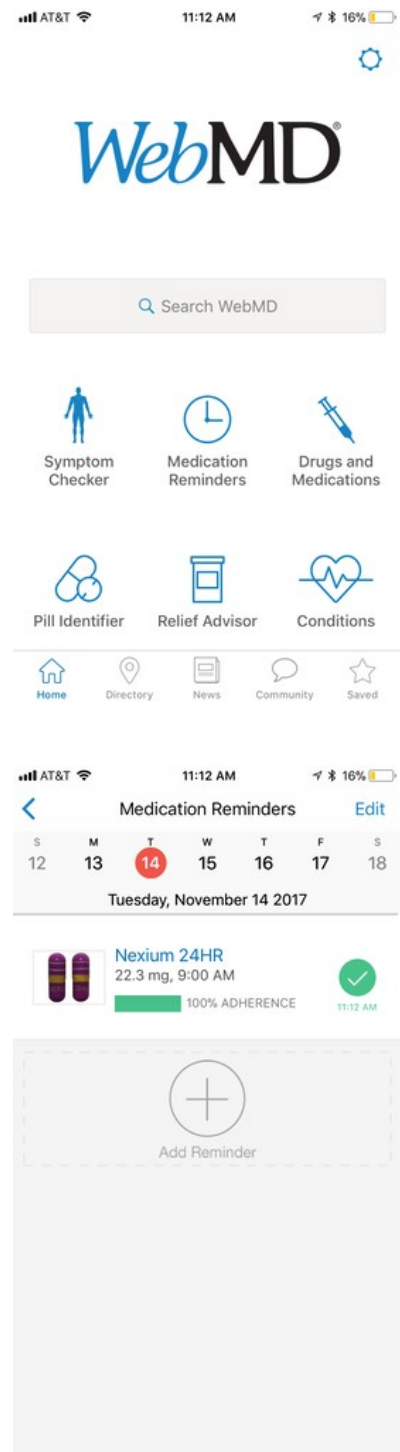 AT&T 11:12 AM 16%
WebMD®
Search WebMD
Symptom Checker
Medication Reminders
Drugs and Medications
Pill Identifier
Relief Advisor
Conditions
Home Directory News Community Saved
AT&T 11:12 AM 16%
Medication Reminders Edit
S M T W T F S
12 13 14 15 16 17 18
Tuesday, November 14 2017
Nexium 24HR
22.3 mg, 9:00 AM
100% ADHERENCE
11:12 AM
Add Reminder